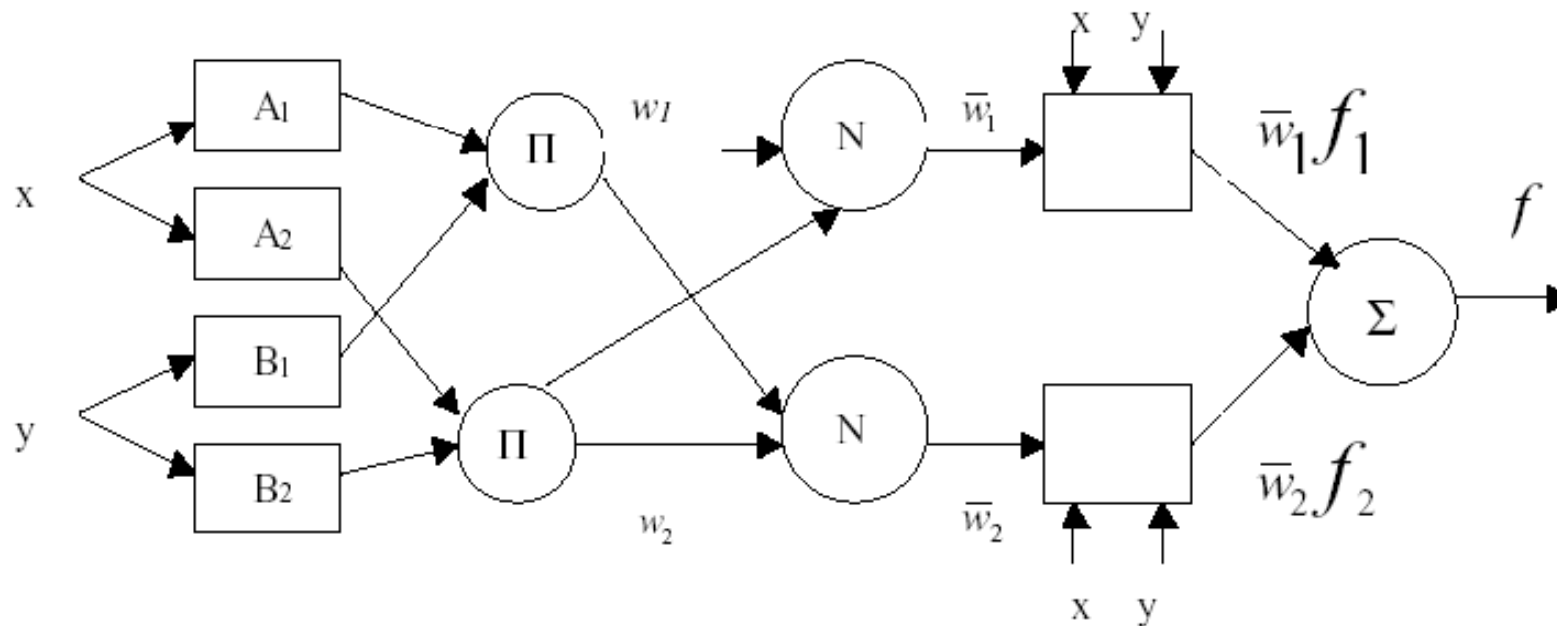 x y
A₁
Π
w₁
N
w̅₁
w̅₁f₁
x
A₂
f
B₁
Σ
y
B₂
Π
w₂
N
w̅₂
w̅₂f₂
x y